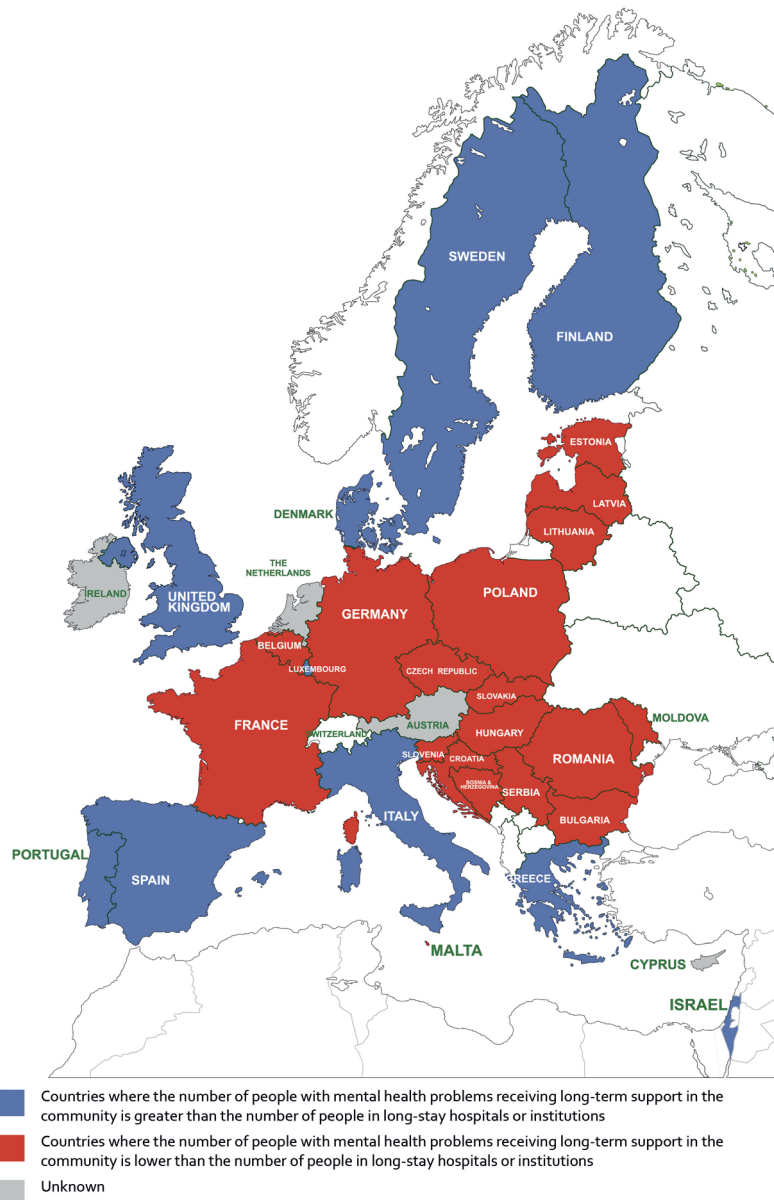 SWEDEN
FINLAND
ESTONIA
LATVIA
LITHUANIA
DENMARK
THE
NETHERLANDS
IRELAND
UNITED
KINGDOM
POLAND
GERMANY
BELGIUM
LUXEMBOURG
CZECH REPUBLIC
SLOVAKIA
FRANCE
SWITZERLAND
AUSTRIA
MOLDOVA
HUNGARY
SLOVENIA
CROATIA
ROMANIA
BOSNIA &
HERZEGOVINA
SERBIA
ITALY
BULGARIA
PORTUGAL
SPAIN
GREECE
MALTA
CYPRUS
ISRAEL
Countries where the number of people with mental health problems receiving long-term support in the
community is greater than the number of people in long-stay hospitals or institutions
Countries where the number of people with mental health problems receiving long-term support in the
community is lower than the number of people in long-stay hospitals or institutions
Unknown